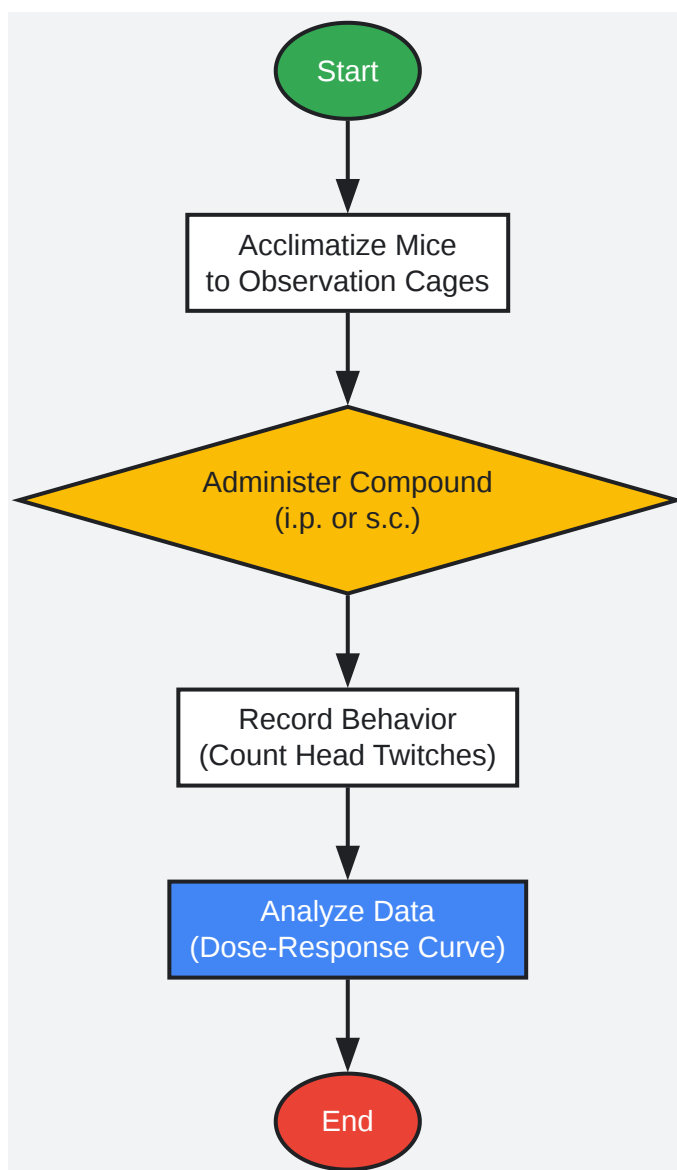 Start
Acclimatize Mice
to Observation Cages
Administer Compound
(i.p. or s.c.)
Record Behavior
(Count Head Twitches)
Analyze Data
(Dose-Response Curve)
End